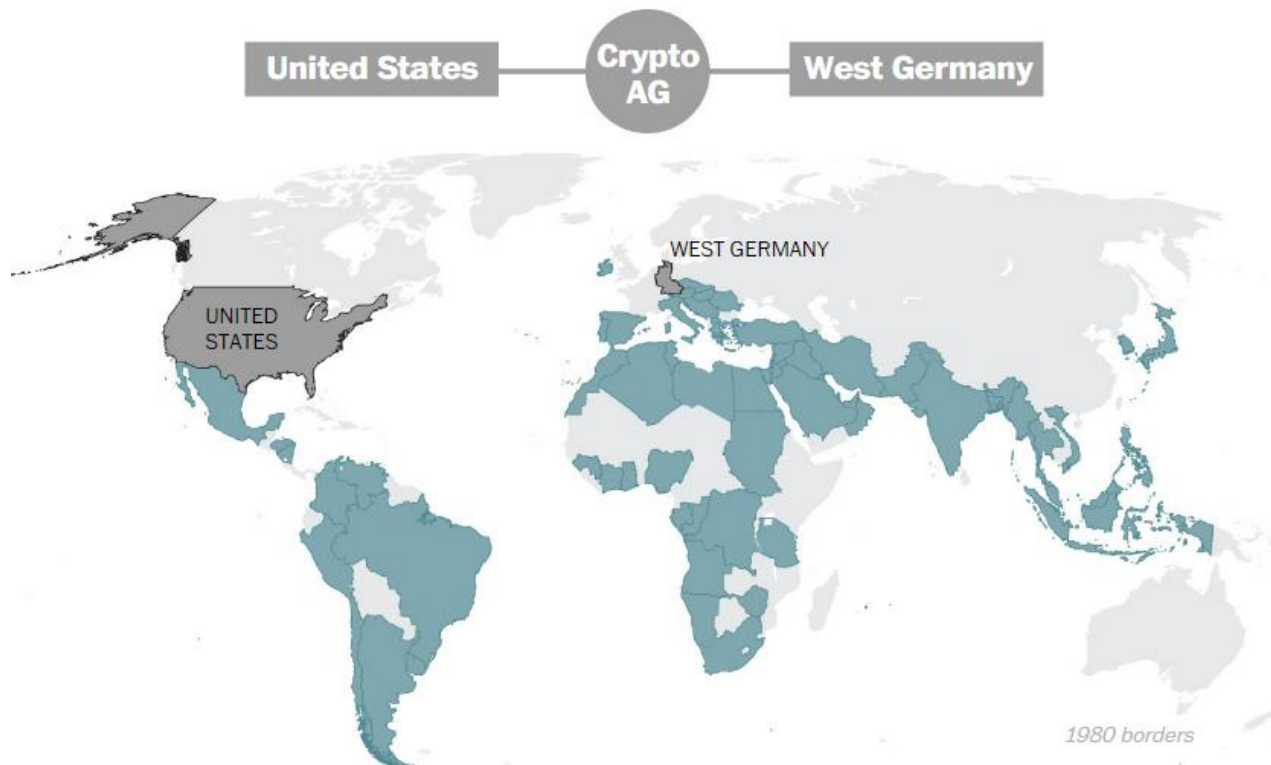 United States
Crypto
AG
West Germany
WEST GERMANY
UNITED
STATES
1980 borders